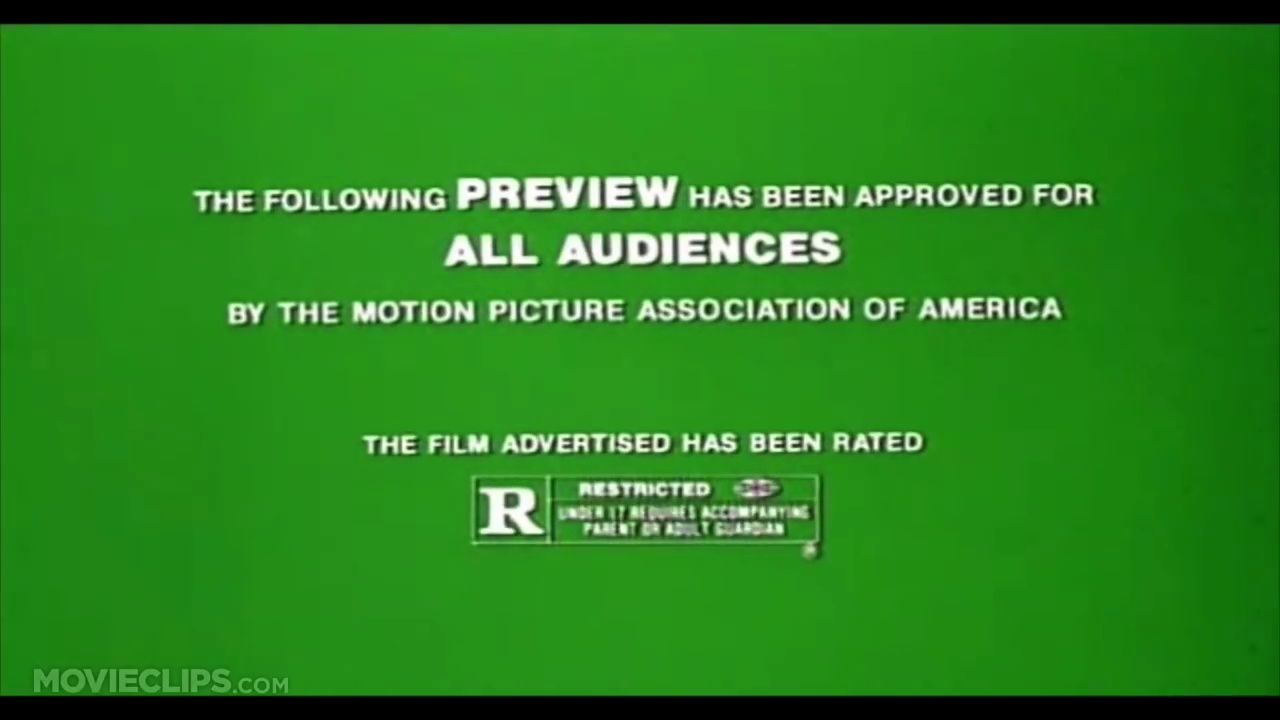 THE FOLLOWING PREVIEW HAS BEEN APPROVED FOR
ALL AUDIENCES
BY THE MOTION PICTURE ASSOCIATION OF AMERICA
THE FILM ADVERTISED HAS BEEN RATED
R RESTRICTED
UNDER 17 REQUIRES ACCOMPANYING
PARENT OR ADULT GUARDIAN
MOVIECLIPS.COM